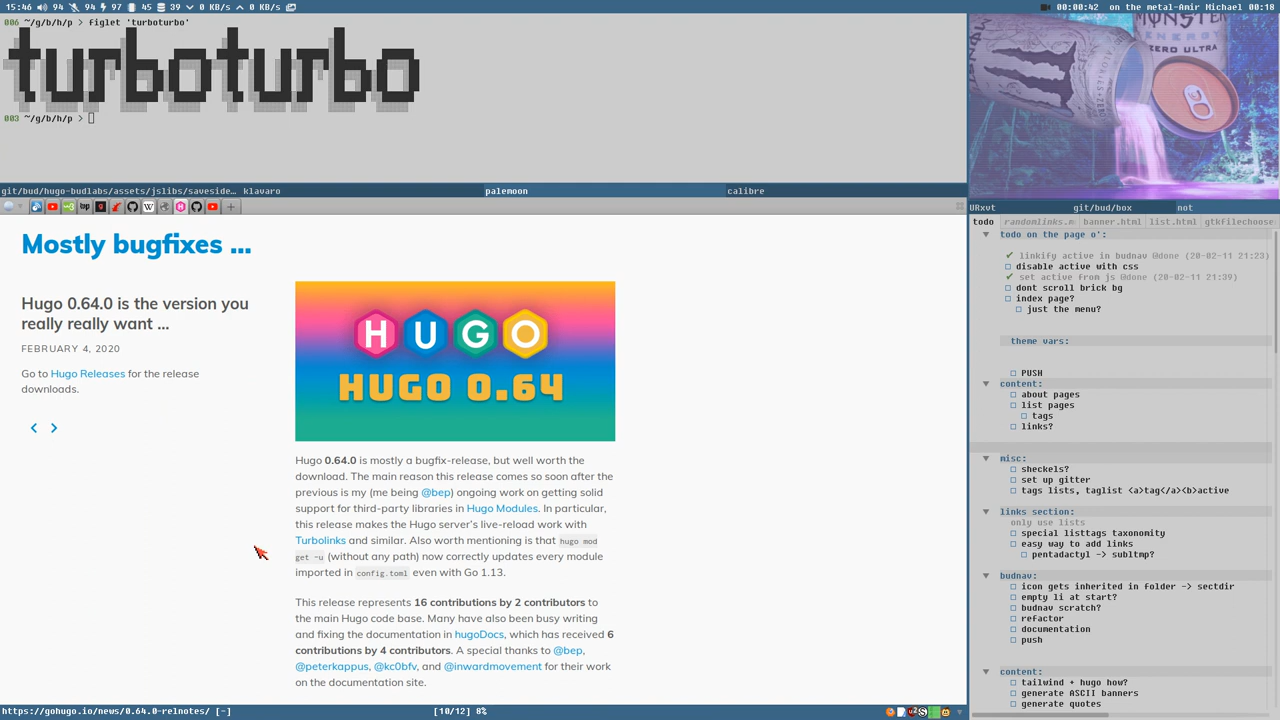 15:46 94 94 97 45 39 0 KB/s 0 KB/s
00:00:42 on the metal-Amir Michael 00:18
006 ~/g/b/h/p > figlet 'turboturbo'
turboturbo
003 ~/g/b/h/p >
MONSTER
ENERGY
ZERO ULTRA
git/bud/hugo-budlabs/assets/jslibs/saveside… klavaro palemoon calibre
Mostly bugfixes ...
Hugo 0.64.0 is the version you
really really want ...
FEBRUARY 4, 2020
Go to Hugo Releases for the release
downloads.
HUGO
HUGO 0.64
Hugo 0.64.0 is mostly a bugfix-release, but well worth the
download. The main reason this release comes so soon after the
previous is my (me being @bep) ongoing work on getting solid
support for third-party libraries in Hugo Modules. In particular,
this release makes the Hugo server's live-reload work with
Turbolinks and similar. Also worth mentioning is that hugo mod
get -u (without any path) now correctly updates every module
imported in config.toml even with Go 1.13.
This release represents 16 contributions by 2 contributors to
the main Hugo code base. Many have also been busy writing
and fixing the documentation in hugoDocs, which has received 6
contributions by 4 contributors. A special thanks to @bep,
@peterkappus, @kc0bfv, and @inwardmovement for their work
on the documentation site.
https://gohugo.io/news/0.64.0-relnotes/ [-] [10/12] 8%
URxvt git/bud/box not
todo randomlinks.m banner.html list.html gtkfilechoose
todo on the page o':
✔ linkify active in budnav @done (20-02-11 21:23)
disable active with css
✔ set active from js @done (20-02-11 21:39)
dont scroll brick bg
index page?
just the menu?
theme vars:
PUSH
content:
about pages
list pages
tags
links?
misc:
sheckels?
set up gitter
tags lists, taglist <a>tag</a><b>active
links section:
only use lists
special listtags taxonomity
easy way to add links
pentadactyl -> subltmp?
budnav:
icon gets inherited in folder -> sectdir
empty li at start?
budnav scratch?
refactor
documentation
push
content:
tailwind + hugo how?
generate ASCII banners
generate quotes